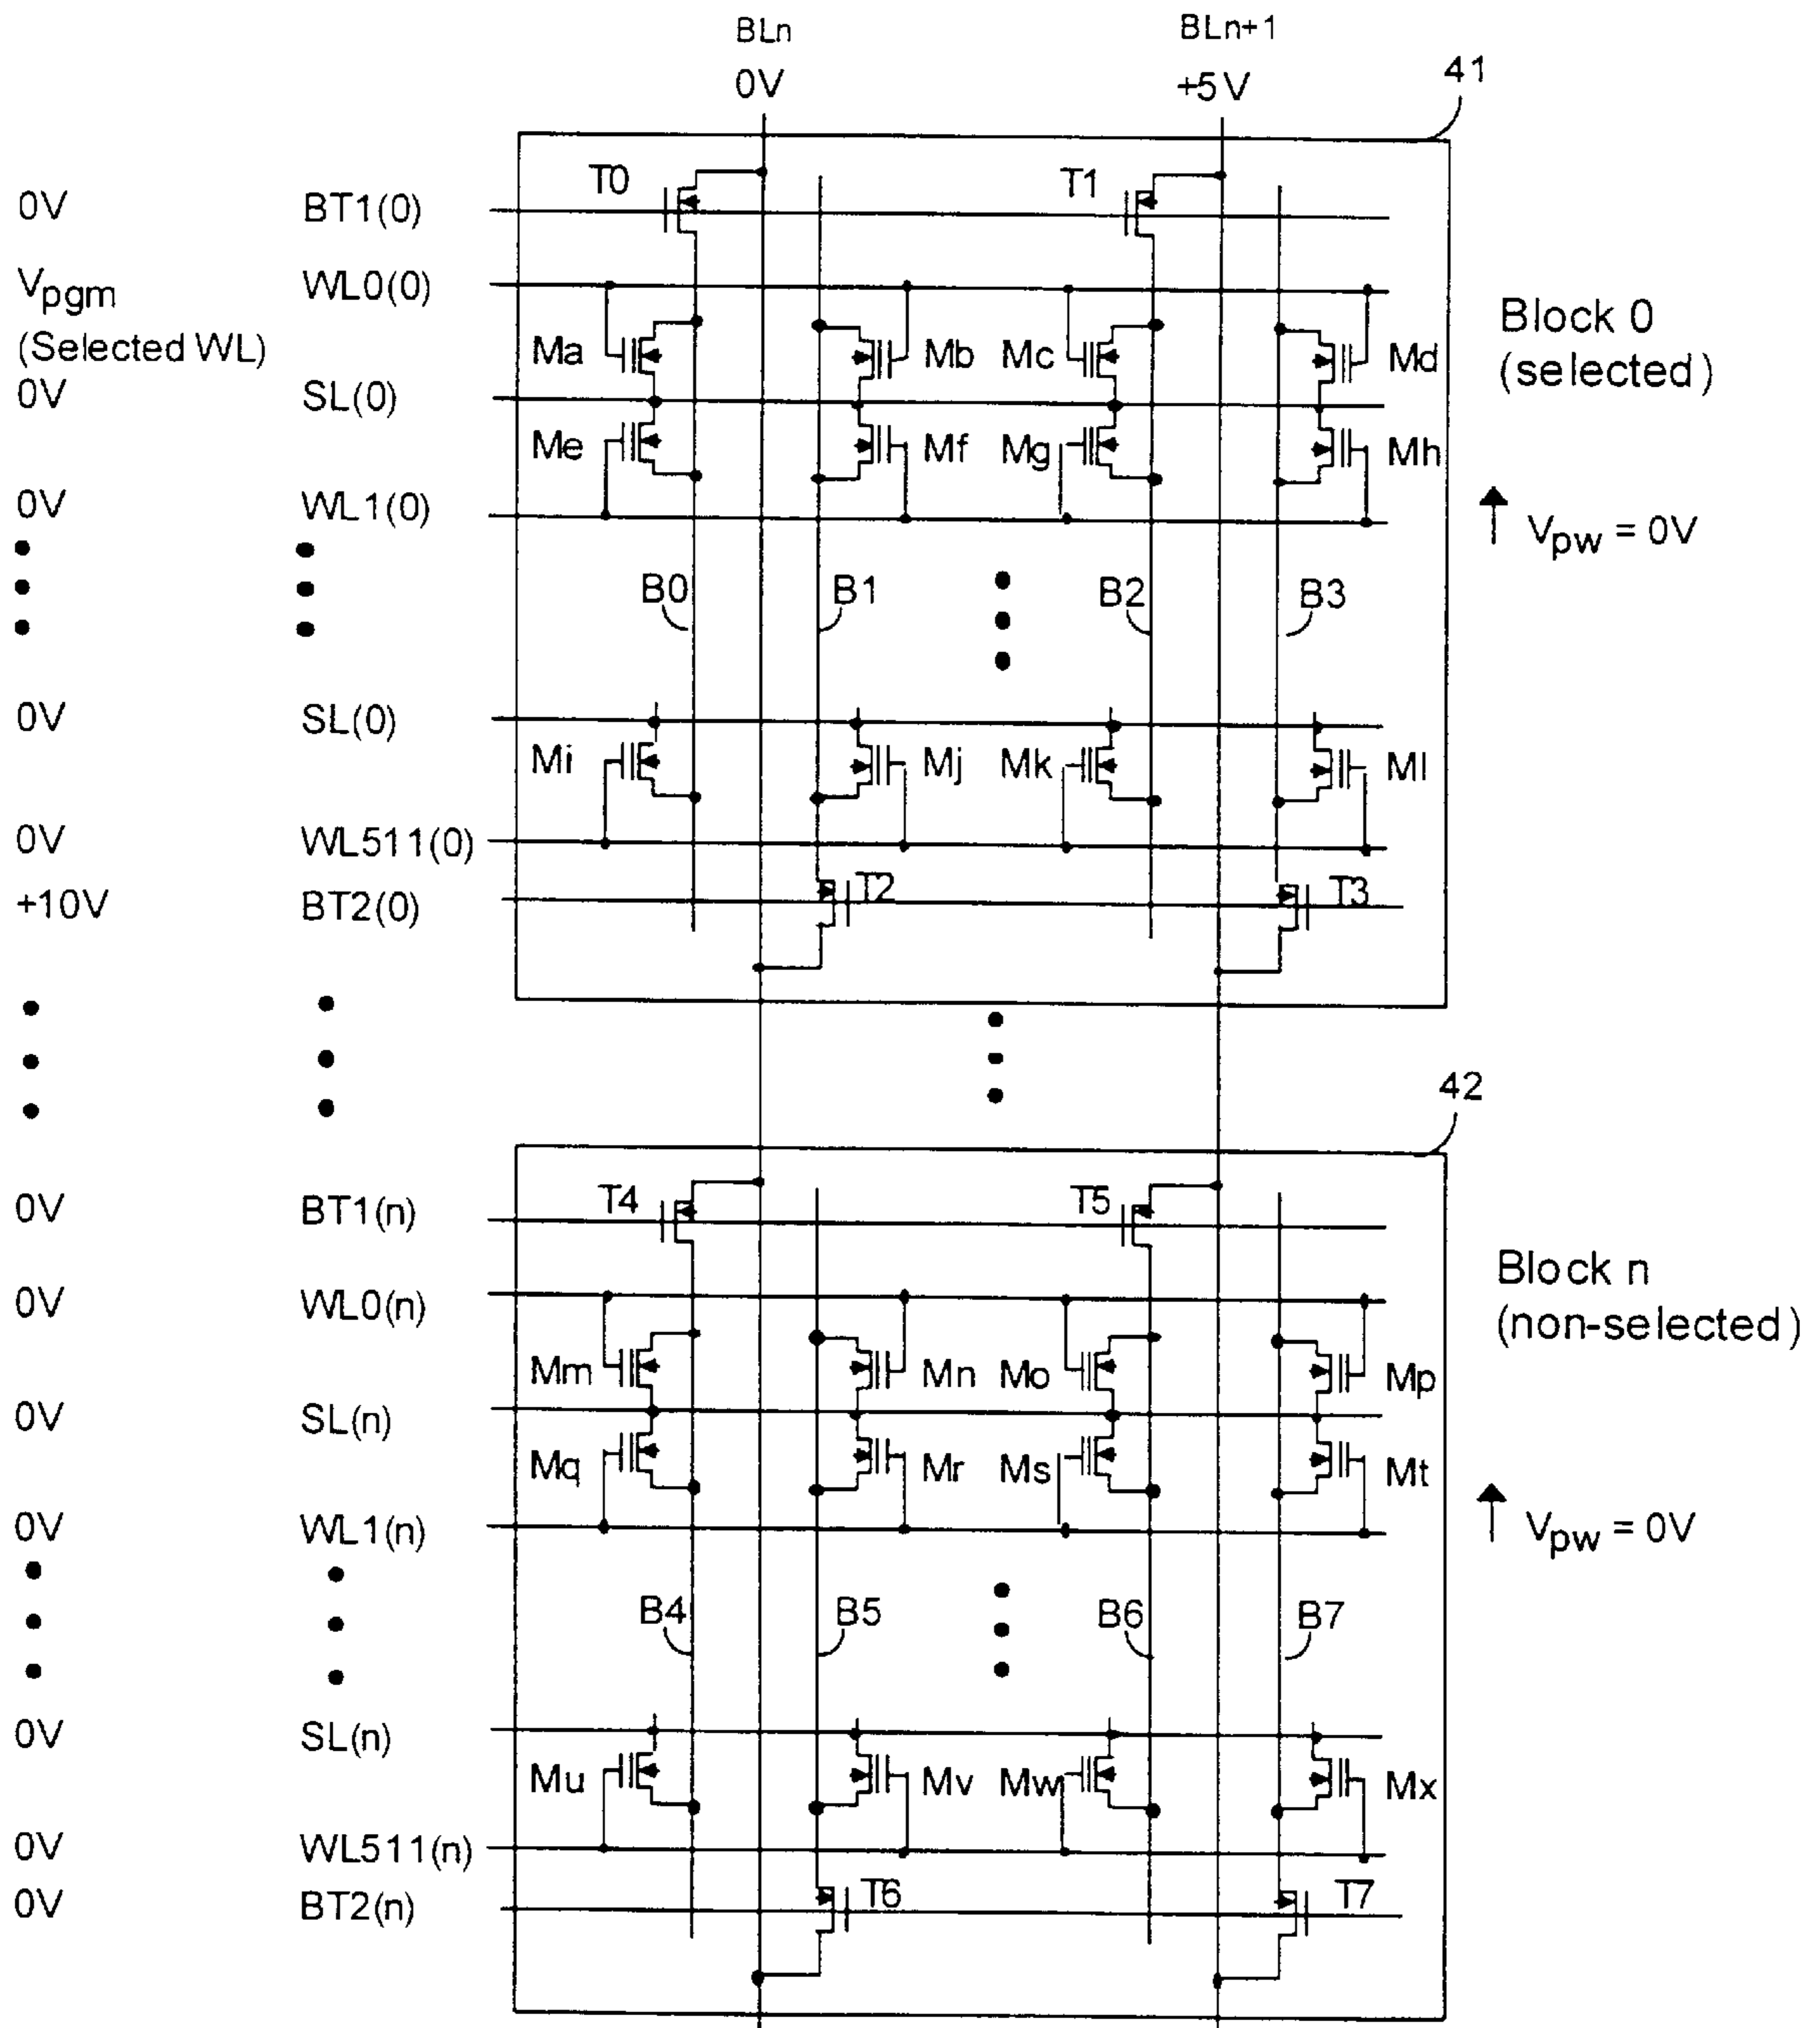 BLn BLn+1
0V +5V
41
T0 T1
0V BT1(0)
Vpgm WL0(0)
(Selected WL)
Block 0
(selected)
Ma Mb Mc Md
0V SL(0)
Me Mf Mg Mh
0V WL1(0)
Vpw = 0V
B0 B1 B2 B3
0V SL(0)
Mi Mj Mk Ml
0V WL511(0)
T2 T3
+10V BT2(0)
42
T4 T5
0V BT1(n)
Block n
(non-selected)
0V WL0(n)
Mm Mn Mo Mp
0V SL(n)
Mq Mr Ms Mt
0V WL1(n)
Vpw = 0V
B4 B5 B6 B7
0V SL(n)
Mu Mv Mw Mx
0V WL511(n)
T6 T7
0V BT2(n)